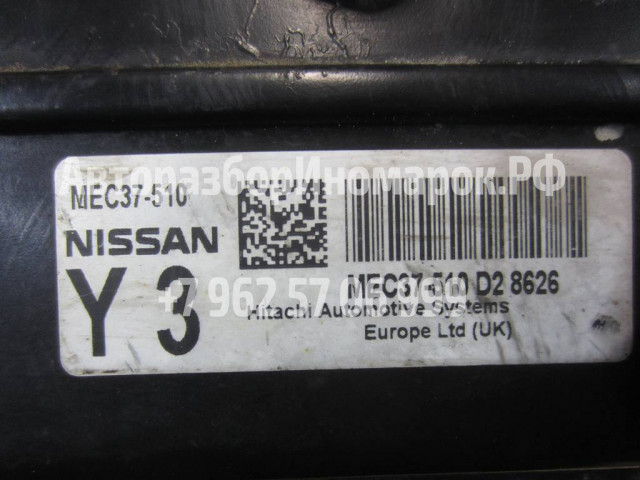 АвторазборИномарок.РФ
MEC37-510
NISSAN
Y 3
MEC37-510 D2 8626
+7 962 57
Hitachi Automotive Systems
Europe Ltd (UK)